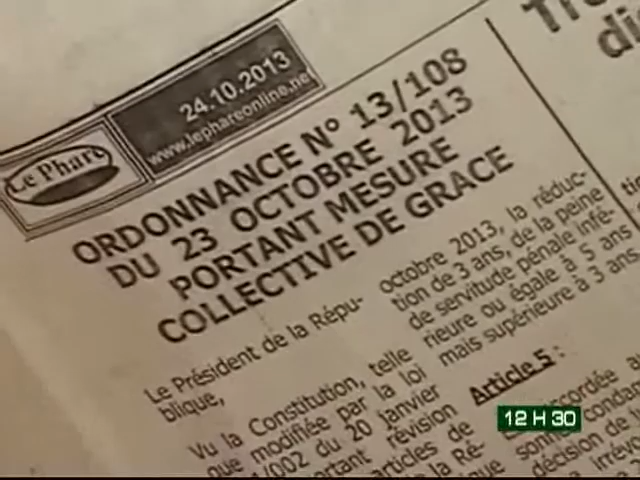 Le Phare
24.10.2013
www.lephareonline.net
ORDONNANCE N° 13/108
DU 23 OCTOBRE 2013
PORTANT MESURE
COLLECTIVE DE GRACE
Le Président de la Répu-
blique,
Vu la Constitution, telle
que modifiée par la loi
/002 du 20 janvier
révision
articles de
la Ré-
octobre 2013, la réduc-
tion de 3 ans, de la peine
de servitude pénale infé-
rieure ou égale à 5 ans
mais supérieure à 3 ans
Article 5 :
décision de
12 H 30